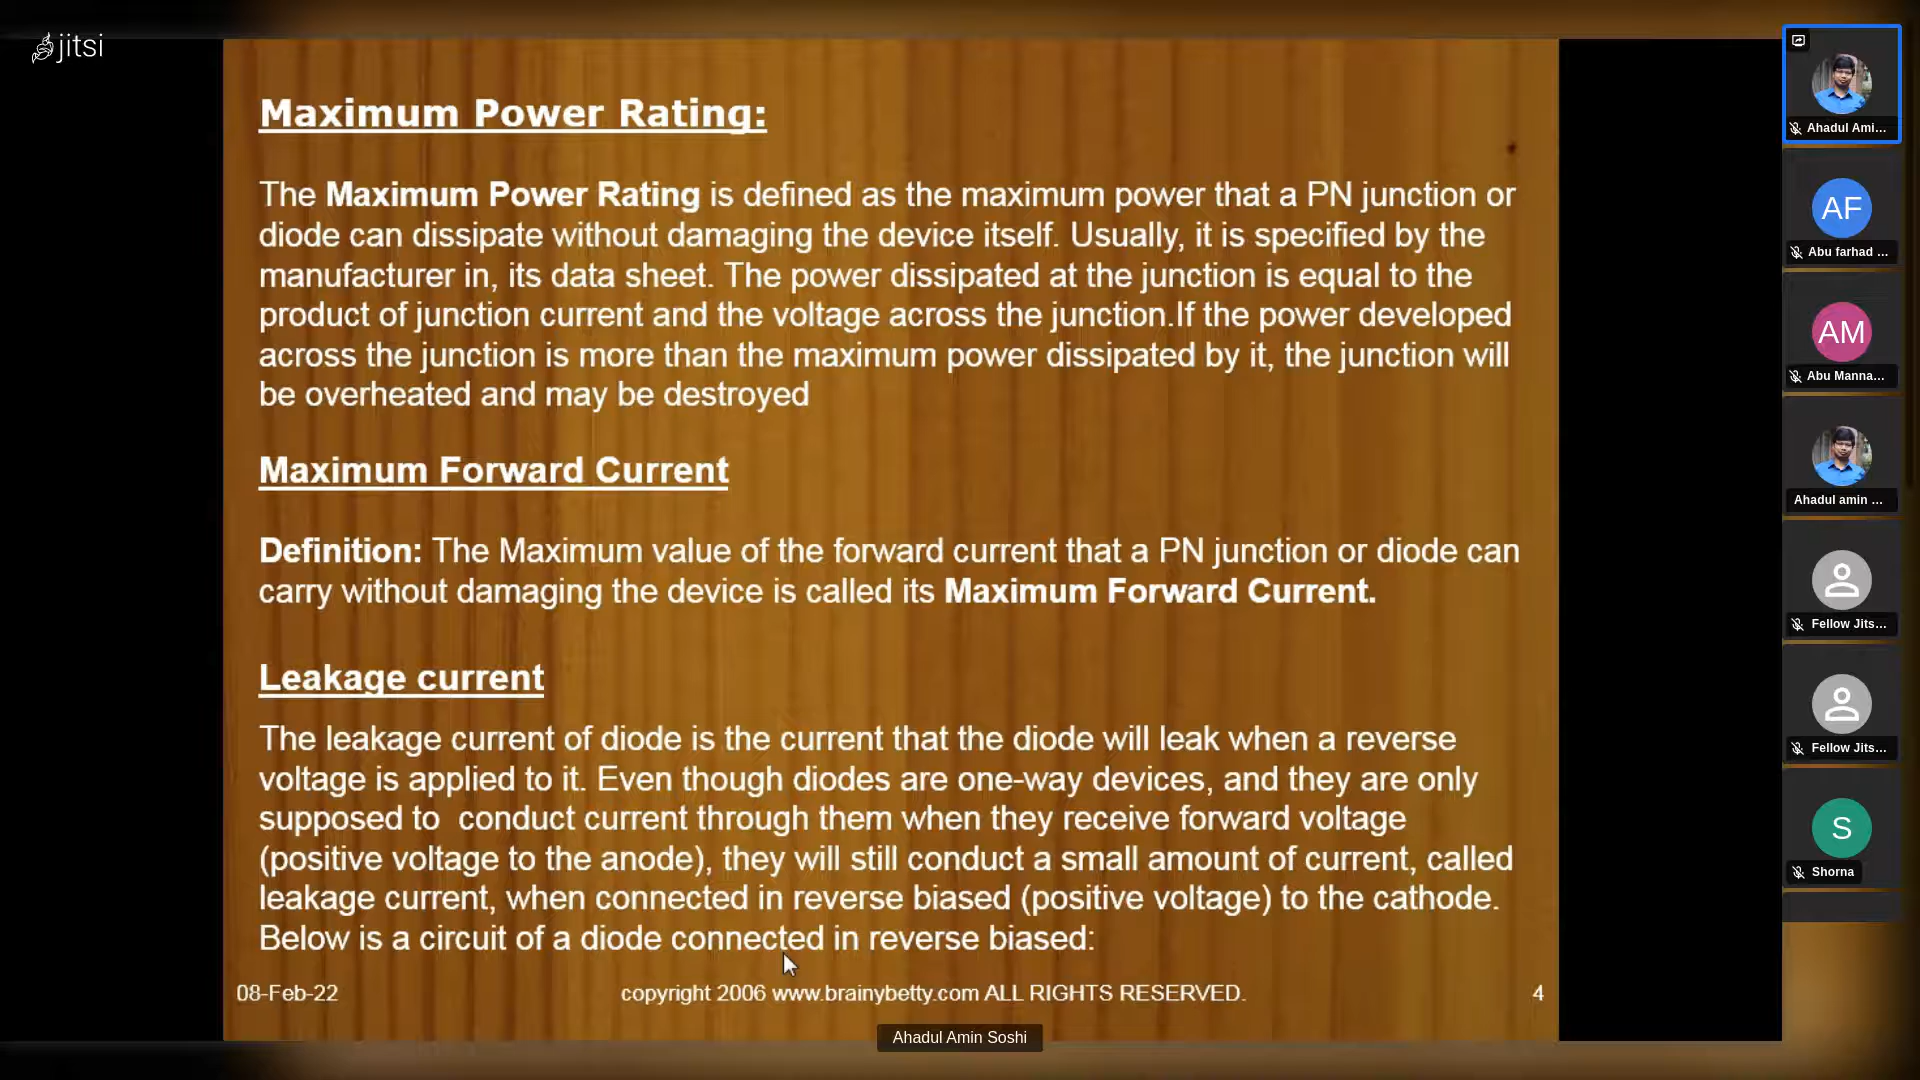 jitsi
Maximum Power Rating:
The Maximum Power Rating is defined as the maximum power that a PN junction or
diode can dissipate without damaging the device itself. Usually, it is specified by the
manufacturer in, its data sheet. The power dissipated at the junction is equal to the
product of junction current and the voltage across the junction.If the power developed
across the junction is more than the maximum power dissipated by it, the junction will
be overheated and may be destroyed
Maximum Forward Current
Definition: The Maximum value of the forward current that a PN junction or diode can
carry without damaging the device is called its Maximum Forward Current.
Leakage current
The leakage current of diode is the current that the diode will leak when a reverse
voltage is applied to it. Even though diodes are one-way devices, and they are only
supposed to  conduct current through them when they receive forward voltage
(positive voltage to the anode), they will still conduct a small amount of current, called
leakage current, when connected in reverse biased (positive voltage) to the cathode.
Below is a circuit of a diode connected in reverse biased:
08-Feb-22
copyright 2006 www.brainybetty.com ALL RIGHTS RESERVED.
4
Ahadul Amin Soshi
Ahadul Ami...
AF
Abu farhad ...
AM
Abu Manna...
Ahadul amin ...
Fellow Jits...
Fellow Jits...
S
Shorna